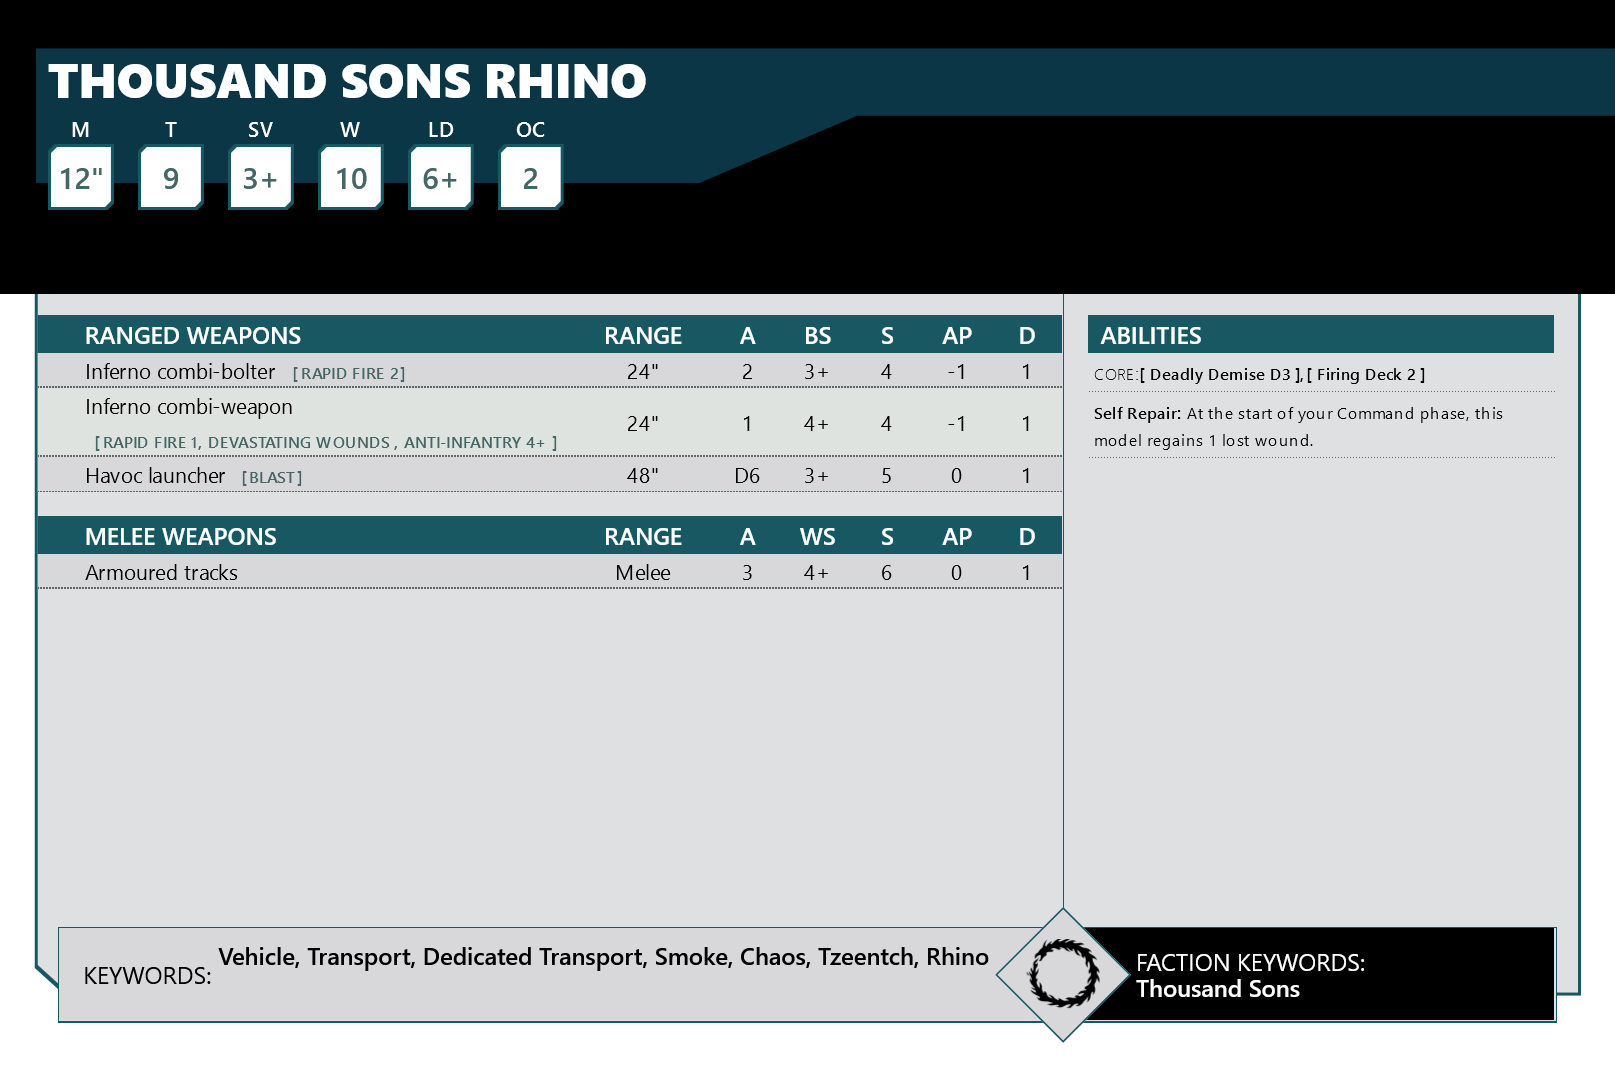 THOUSAND SONS RHINO
M T SV W LD OC
12" 9 3+ 10 6+ 2
RANGED WEAPONS RANGE A BS S AP D
Inferno combi-bolter [RAPID FIRE 2] 24" 2 3+ 4 -1 1
Inferno combi-weapon
[RAPID FIRE 1, DEVASTATING WOUNDS , ANTI-INFANTRY 4+ ] 24" 1 4+ 4 -1 1
Havoc launcher [BLAST] 48" D6 3+ 5 0 1
MELEE WEAPONS RANGE A WS S AP D
Armoured tracks Melee 3 4+ 6 0 1
ABILITIES
CORE:[ Deadly Demise D3 ],[ Firing Deck 2 ]
Self Repair: At the start of your Command phase, this
model regains 1 lost wound.
KEYWORDS: Vehicle, Transport, Dedicated Transport, Smoke, Chaos, Tzeentch, Rhino
FACTION KEYWORDS:
Thousand Sons